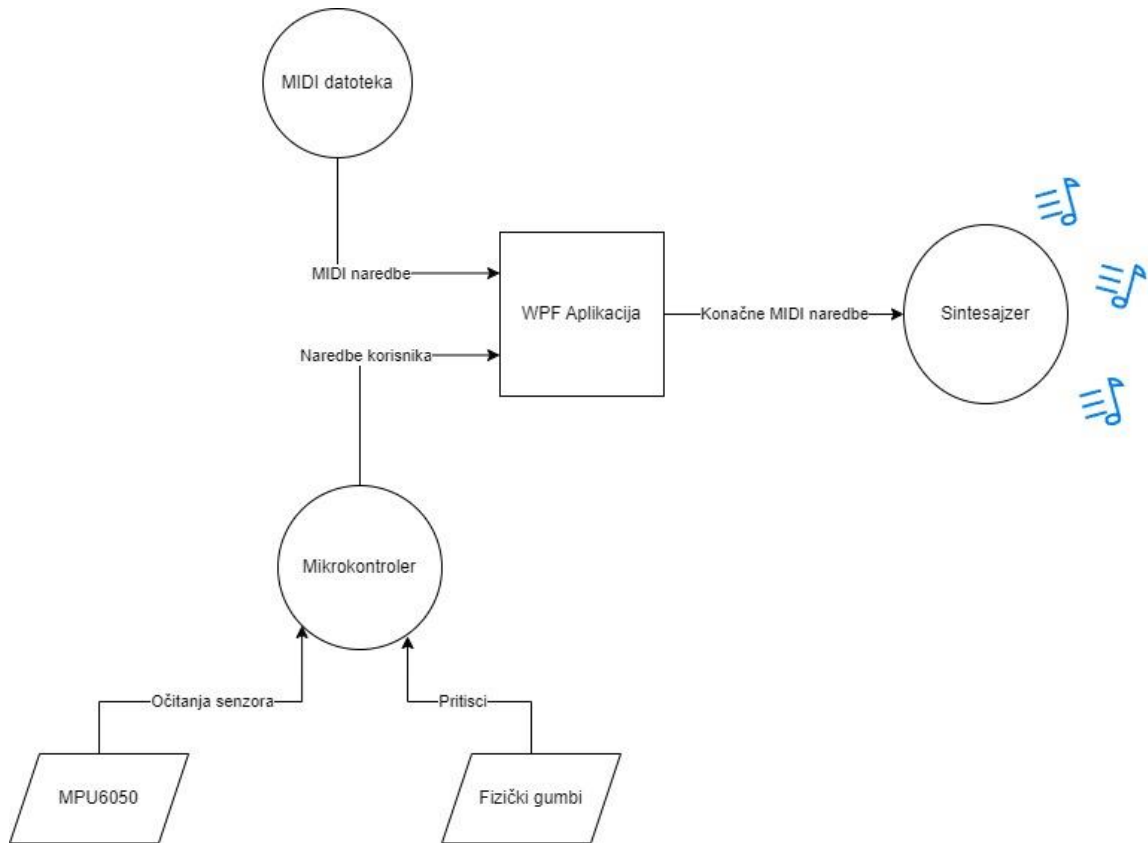 MIDI datoteka
MIDI naredbe
WPF Aplikacija
Konačne MIDI naredbe
Sintesajzer
Naredbe korisnika
Mikrokontroler
Očitanja senzora
Pritisci
MPU6050
Fizički gumbi